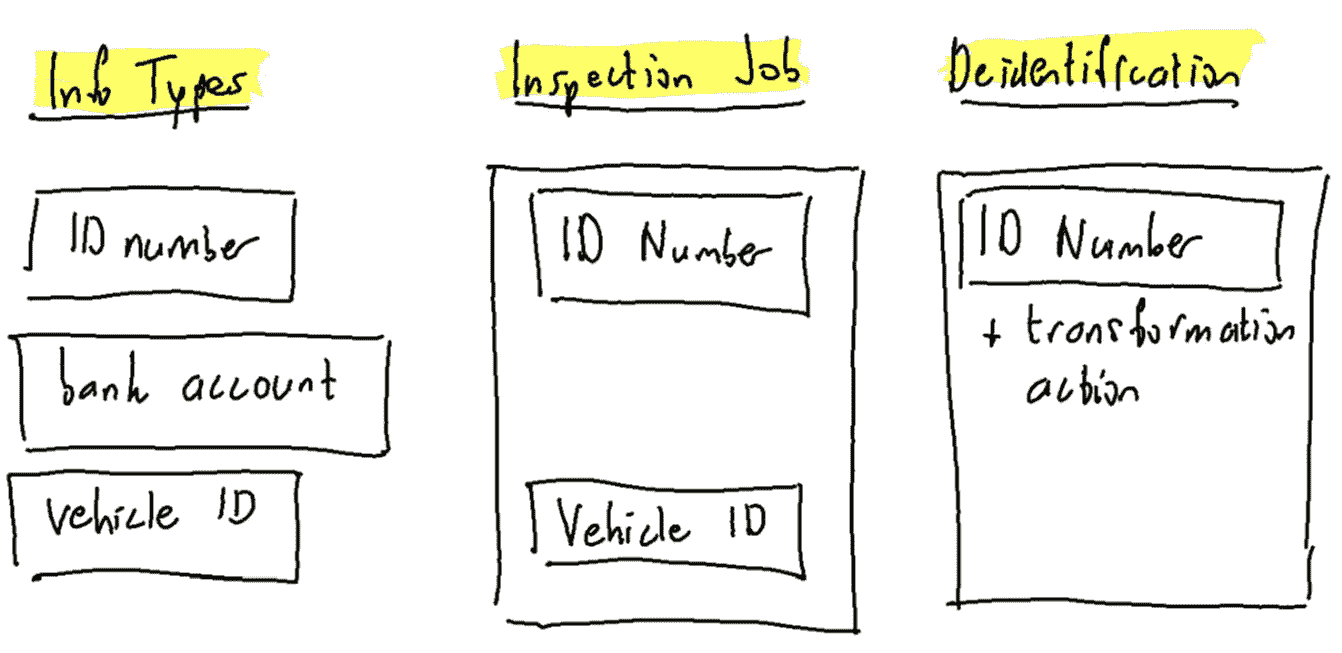 Info Types
ID number
bank account
vehicle ID
Inspection Job
ID Number
Vehicle ID
Deidentification
ID Number
+ transformation
action